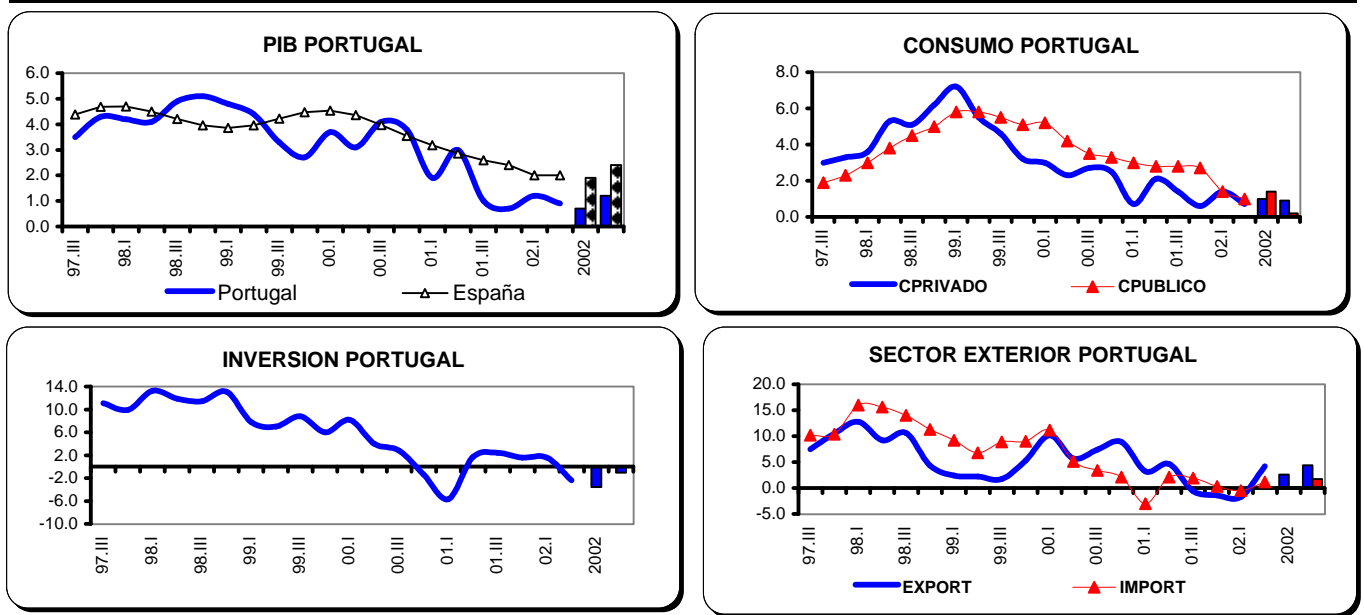 PIB PORTUGAL
6.0
5.0
4.0
3.0
2.0
1.0
0.0
97.III
98.I
98.III
99.I
99.III
00.I
00.III
01.I
01.III
02.I
2002
Portugal
España
CONSUMO PORTUGAL
8.0
6.0
4.0
2.0
0.0
97.III
98.I
98.III
99.I
99.III
00.I
00.III
01.I
01.III
02.I
2002
CPRIVADO
CPUBLICO
INVERSION PORTUGAL
14.0
10.0
6.0
2.0
-2.0
-6.0
-10.0
97.III
98.I
98.III
99.I
99.III
00.I
00.III
01.I
01.III
02.I
2002
SECTOR EXTERIOR PORTUGAL
20.0
15.0
10.0
5.0
0.0
-5.0
97.III
98.I
98.III
99.I
99.III
00.I
00.III
01.I
01.III
02.I
2002
EXPORT
IMPORT